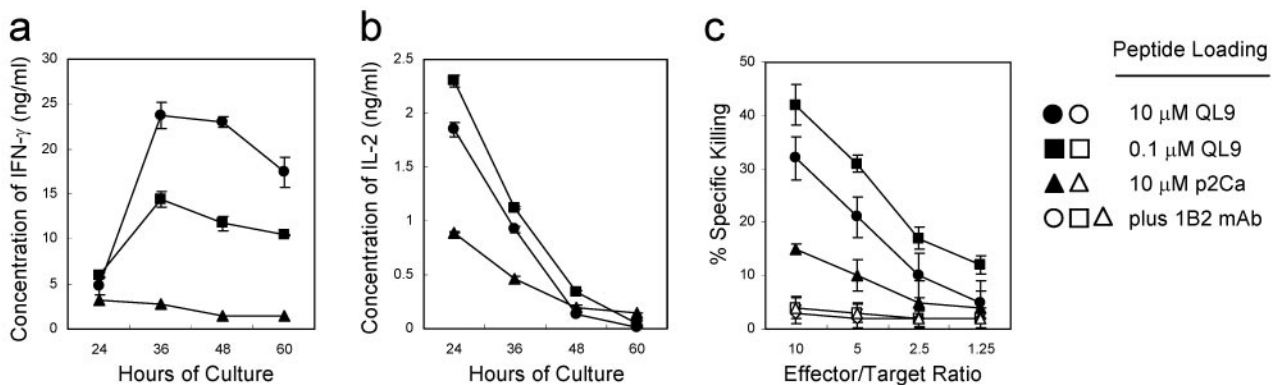 a
Concentration of IFN-γ (ng/ml)
30
25
20
15
10
5
0
24 36 48 60
Hours of Culture
b
Concentration of IL-2 (ng/ml)
2.5
2
1.5
1
0.5
0
24 36 48 60
Hours of Culture
c
% Specific Killing
50
40
30
20
10
0
10 5 2.5 1.25
Effector/Target Ratio
Peptide Loading
10 μM QL9
0.1 μM QL9
10 μM p2Ca
plus 1B2 mAb